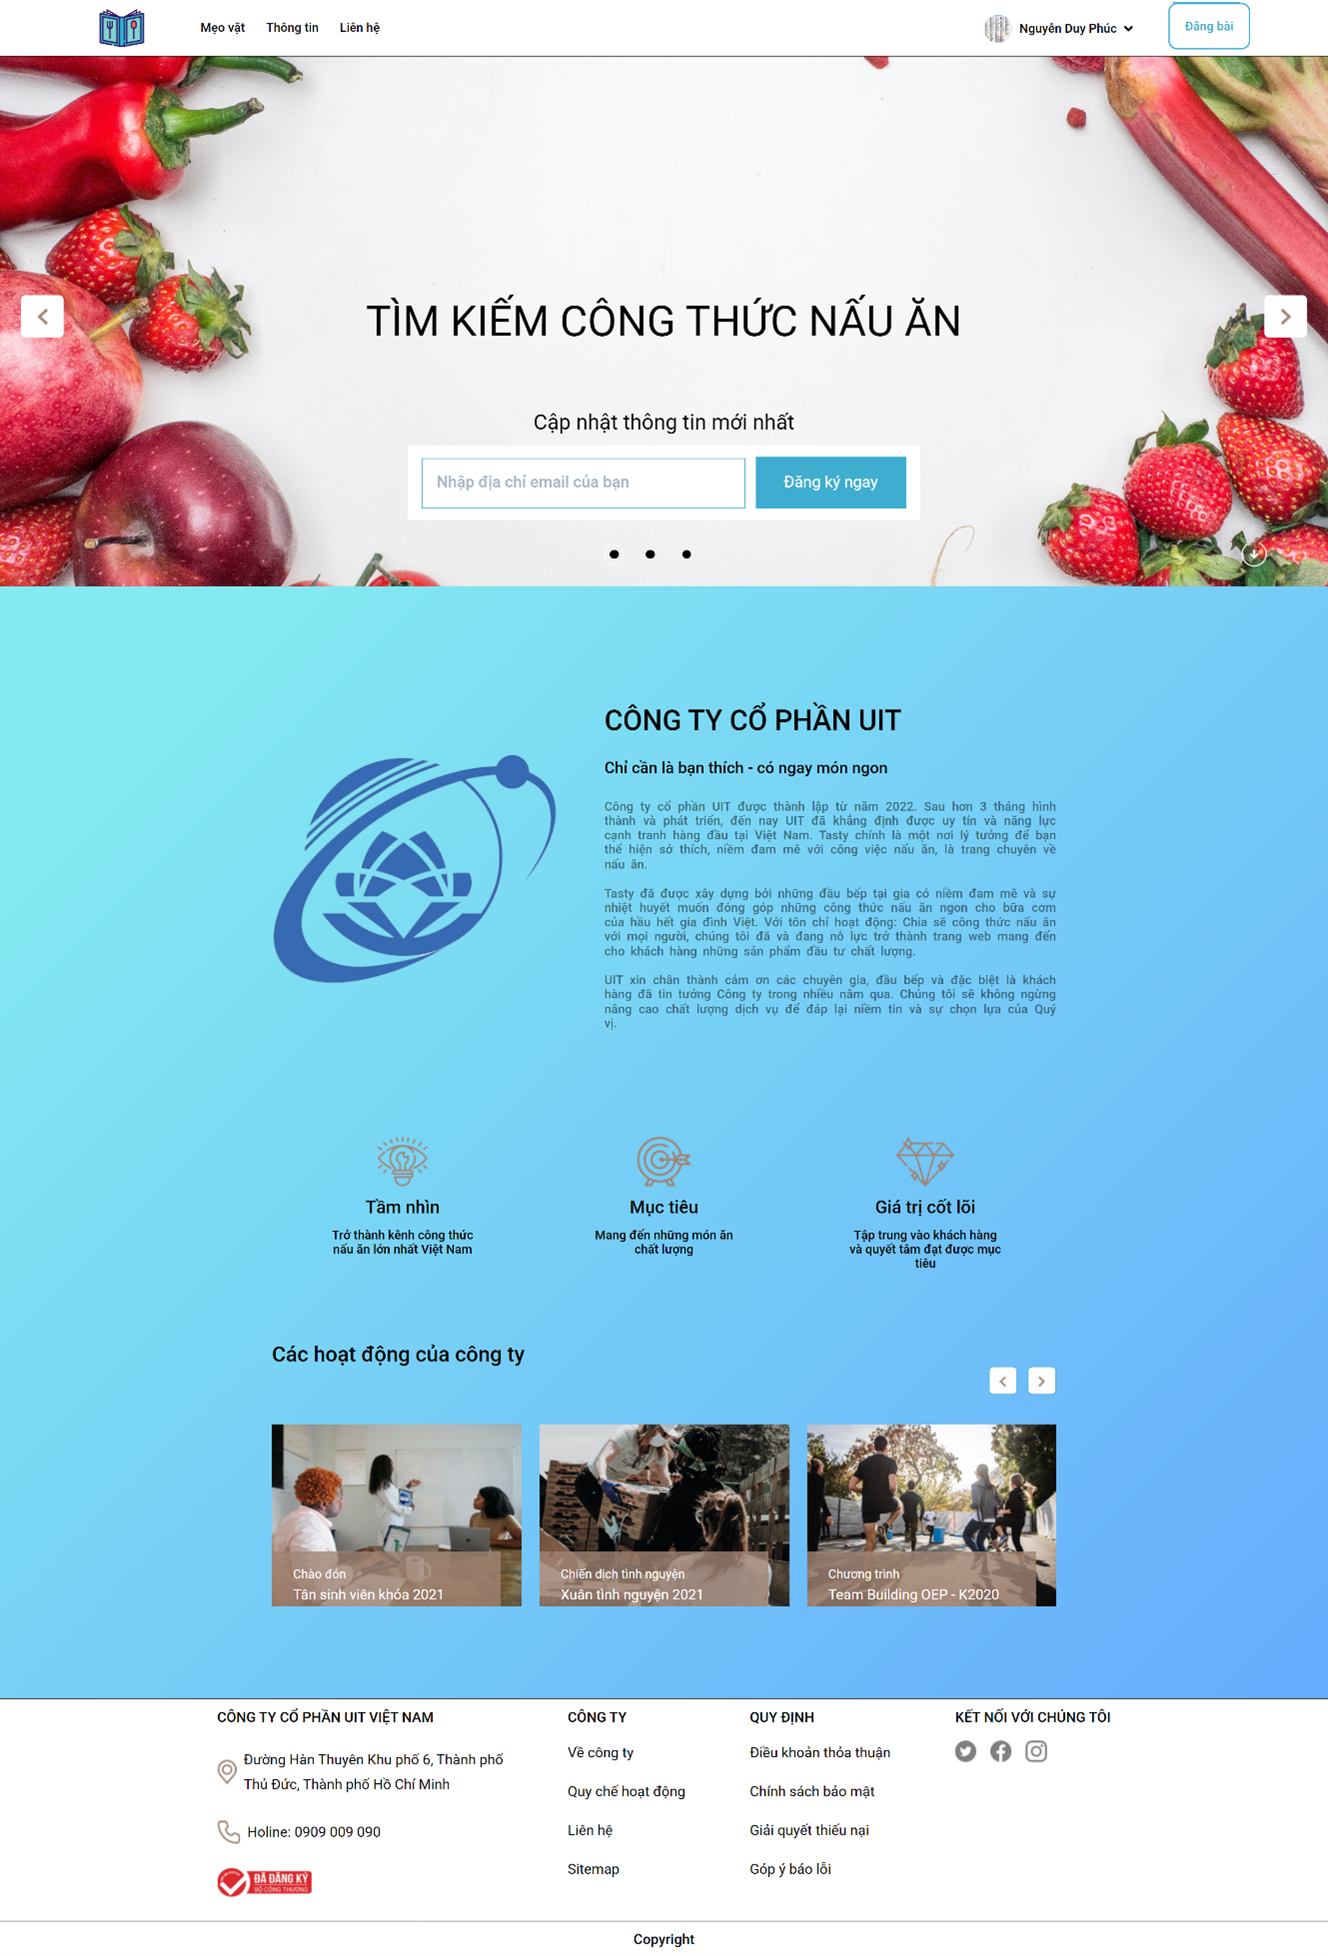 Mẹo vặt
Thông tin
Liên hệ
Nguyễn Duy Phúc
Đăng bài
TÌM KIẾM CÔNG THỨC NẤU ĂN
Cập nhật thông tin mới nhất
Nhập địa chỉ email của bạn
Đăng ký ngay
CÔNG TY CỔ PHẦN UIT
Chỉ cần là bạn thích - có ngay món ngon
Công ty cổ phần UIT được thành lập từ năm 2022. Sau hơn 3 tháng hình
thành và phát triển, đến nay UIT đã khẳng định được uy tín và năng lực
cạnh tranh hàng đầu tại Việt Nam. Tasty chính là một nơi lý tưởng để bạn
thể hiện sở thích, niềm đam mê với công việc nấu ăn, là trang chuyên về
nấu ăn.
Tasty đã được xây dựng bởi những đầu bếp tại gia có niềm đam mê và sự
nhiệt huyết muốn đóng góp những công thức nấu ăn ngon cho bữa cơm
của hầu hết gia đình Việt. Với tôn chỉ hoạt động: Chia sẽ công thức nấu ăn
với mọi người, chúng tôi đã và đang nỗ lực trở thành trang web mang đến
cho khách hàng những sản phẩm đầu tư chất lượng.
UIT xin chân thành cảm ơn các chuyên gia, đầu bếp và đặc biệt là khách
hàng đã tin tưởng Công ty trong nhiều năm qua. Chúng tôi sẽ không ngừng
nâng cao chất lượng dịch vụ để đáp lại niềm tin và sự chọn lựa của Quý
vị.
Tầm nhìn
Trở thành kênh công thức
nấu ăn lớn nhất Việt Nam
Mục tiêu
Mang đến những món ăn
chất lượng
Giá trị cốt lõi
Tập trung vào khách hàng
và quyết tâm đạt được mục
tiêu
Các hoạt động của công ty
Chào đón
Tân sinh viên khóa 2021
Chiến dịch tình nguyện
Xuân tình nguyện 2021
Chương trình
Team Building OEP - K2020
CÔNG TY CỔ PHẦN UIT VIỆT NAM
Đường Hàn Thuyên Khu phố 6, Thành phố
Thủ Đức, Thành phố Hồ Chí Minh
Holine: 0909 009 090
ĐÃ ĐĂNG KÝ
BỘ CÔNG THƯƠNG
CÔNG TY
Về công ty
Quy chế hoạt động
Liên hệ
Sitemap
QUY ĐỊNH
Điều khoản thỏa thuận
Chính sách bảo mật
Giải quyết thiếu nại
Góp ý báo lỗi
KẾT NỐI VỚI CHÚNG TÔI
Copyright